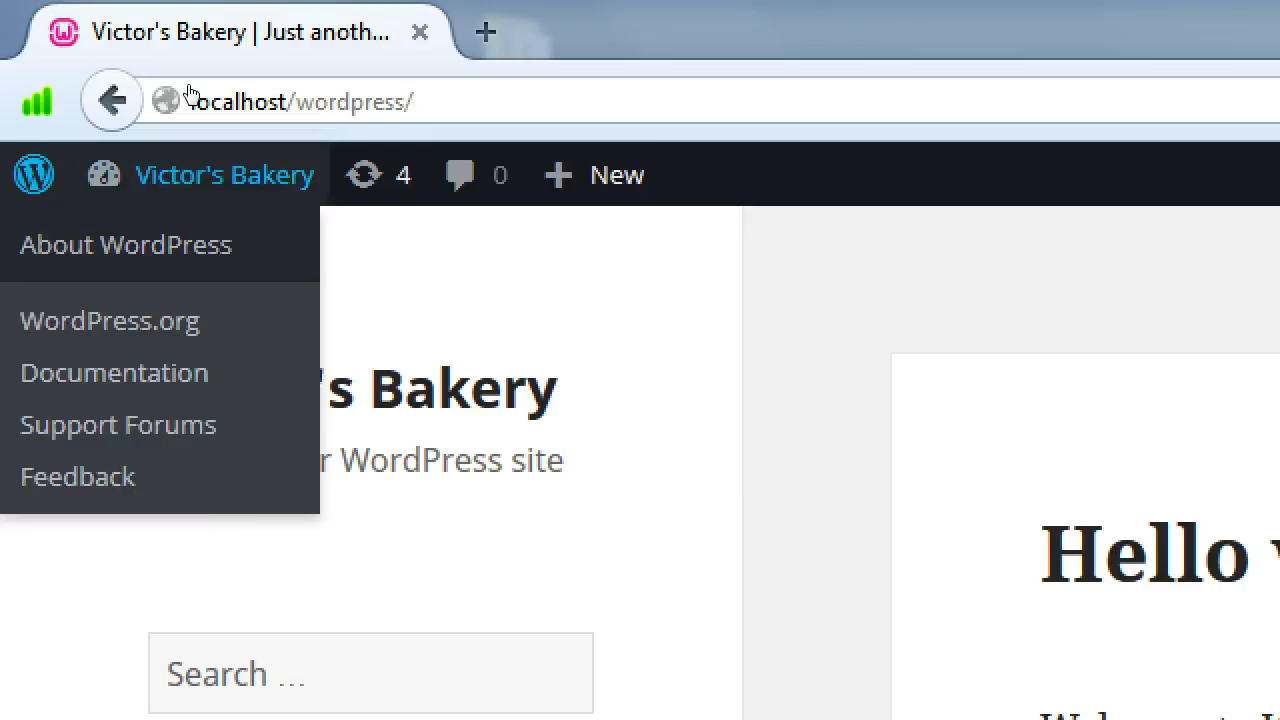 Victor's Bakery | Just anoth...
localhost/wordpress/
Victor's Bakery 4 0 New
About WordPress
WordPress.org
Documentation
Support Forums
Feedback
's Bakery
r WordPress site
Hello
Search ...